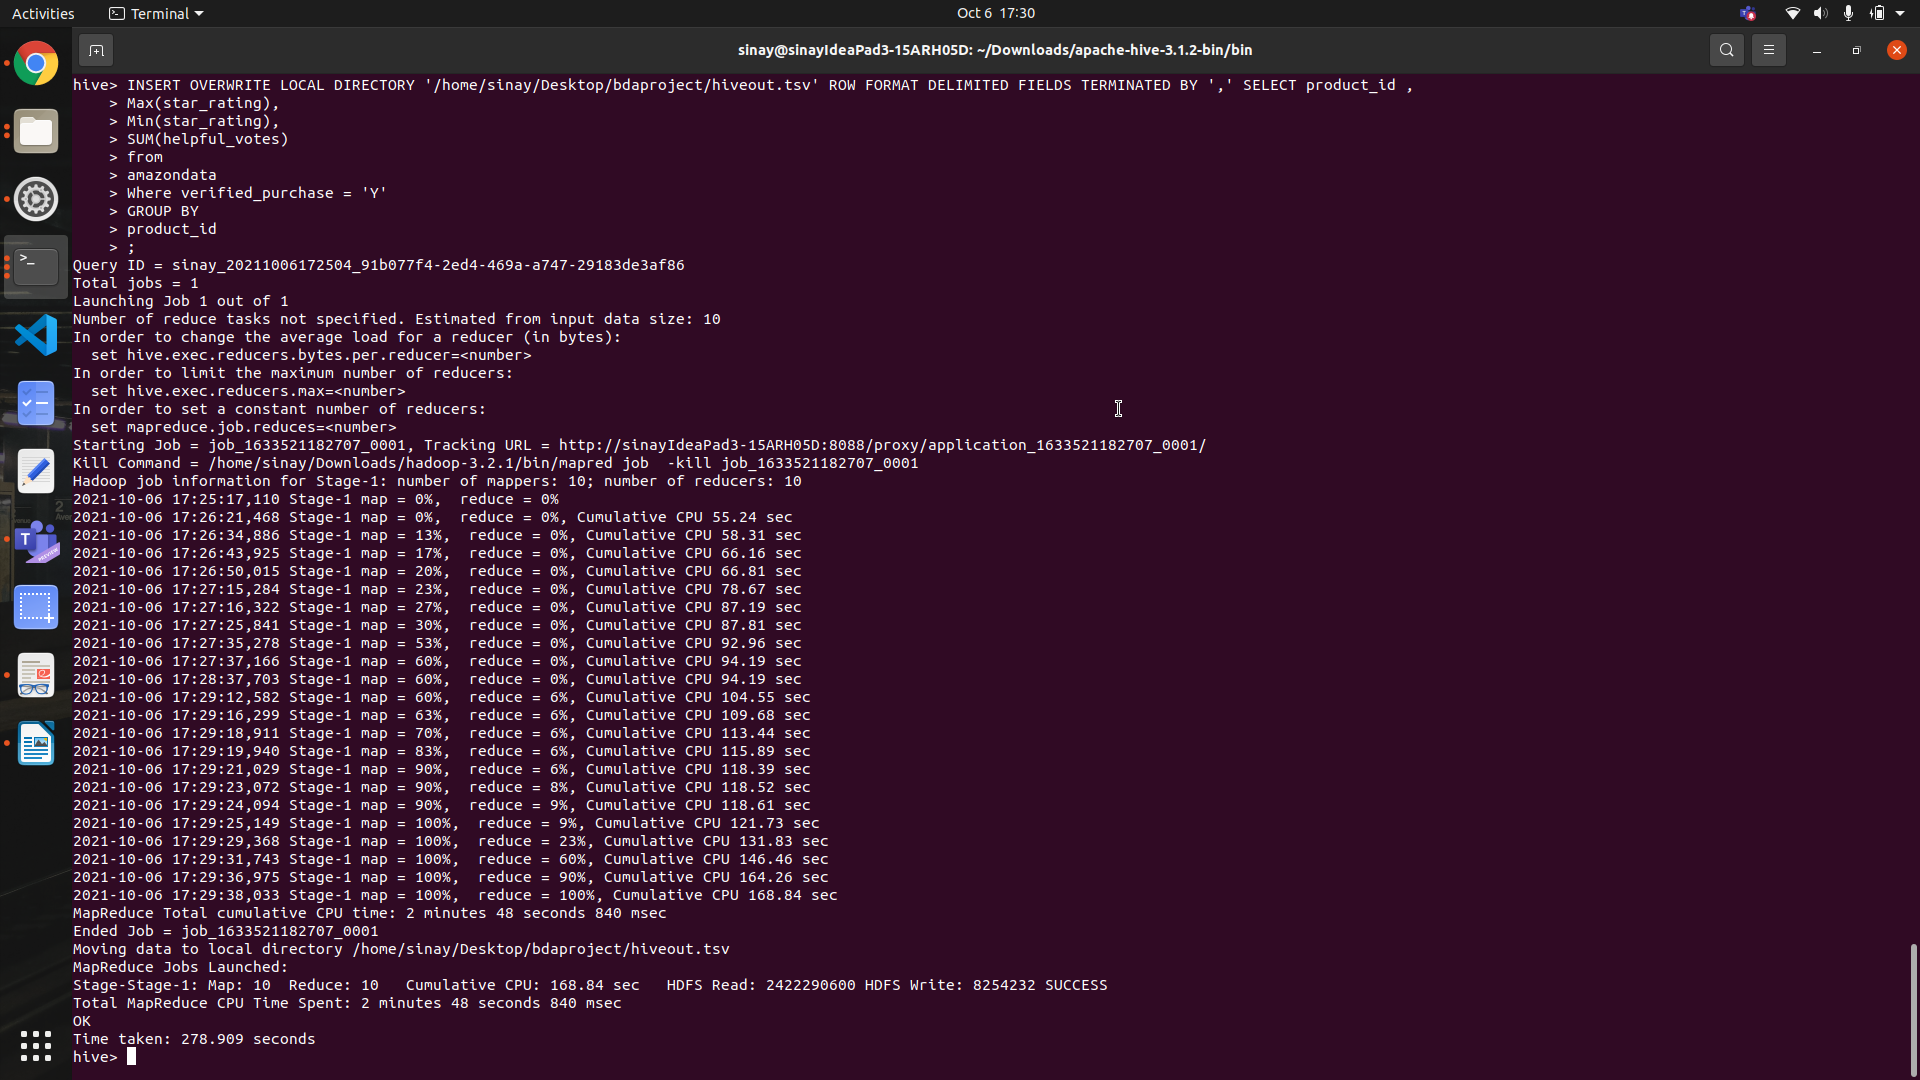 Activities
Terminal
Oct 6 17:30
sinay@sinayIdeaPad3-15ARH05D: ~/Downloads/apache-hive-3.1.2-bin/bin
hive> INSERT OVERWRITE LOCAL DIRECTORY '/home/sinay/Desktop/bdaproject/hiveout.tsv' ROW FORMAT DELIMITED FIELDS TERMINATED BY ',' SELECT product_id ,
    > Max(star_rating),
    > Min(star_rating),
    > SUM(helpful_votes)
    > from
    > amazondata
    > Where verified_purchase = 'Y'
    > GROUP BY
    > product_id
    > ;
Query ID = sinay_20211006172504_91b077f4-2ed4-469a-a747-29183de3af86
Total jobs = 1
Launching Job 1 out of 1
Number of reduce tasks not specified. Estimated from input data size: 10
In order to change the average load for a reducer (in bytes):
  set hive.exec.reducers.bytes.per.reducer=<number>
In order to limit the maximum number of reducers:
  set hive.exec.reducers.max=<number>
In order to set a constant number of reducers:
  set mapreduce.job.reduces=<number>
Starting Job = job_1633521182707_0001, Tracking URL = http://sinayIdeaPad3-15ARH05D:8088/proxy/application_1633521182707_0001/
Kill Command = /home/sinay/Downloads/hadoop-3.2.1/bin/mapred job  -kill job_1633521182707_0001
Hadoop job information for Stage-1: number of mappers: 10; number of reducers: 10
2021-10-06 17:25:17,110 Stage-1 map = 0%,  reduce = 0%
2021-10-06 17:26:21,468 Stage-1 map = 0%,  reduce = 0%, Cumulative CPU 55.24 sec
2021-10-06 17:26:34,886 Stage-1 map = 13%,  reduce = 0%, Cumulative CPU 58.31 sec
2021-10-06 17:26:43,925 Stage-1 map = 17%,  reduce = 0%, Cumulative CPU 66.16 sec
2021-10-06 17:26:50,015 Stage-1 map = 20%,  reduce = 0%, Cumulative CPU 66.81 sec
2021-10-06 17:27:15,284 Stage-1 map = 23%,  reduce = 0%, Cumulative CPU 78.67 sec
2021-10-06 17:27:16,322 Stage-1 map = 27%,  reduce = 0%, Cumulative CPU 87.19 sec
2021-10-06 17:27:25,841 Stage-1 map = 30%,  reduce = 0%, Cumulative CPU 87.81 sec
2021-10-06 17:27:35,278 Stage-1 map = 53%,  reduce = 0%, Cumulative CPU 92.96 sec
2021-10-06 17:27:37,166 Stage-1 map = 60%,  reduce = 0%, Cumulative CPU 94.19 sec
2021-10-06 17:28:37,703 Stage-1 map = 60%,  reduce = 0%, Cumulative CPU 94.19 sec
2021-10-06 17:29:12,582 Stage-1 map = 60%,  reduce = 6%, Cumulative CPU 104.55 sec
2021-10-06 17:29:16,299 Stage-1 map = 63%,  reduce = 6%, Cumulative CPU 109.68 sec
2021-10-06 17:29:18,911 Stage-1 map = 70%,  reduce = 6%, Cumulative CPU 113.44 sec
2021-10-06 17:29:19,940 Stage-1 map = 83%,  reduce = 6%, Cumulative CPU 115.89 sec
2021-10-06 17:29:21,029 Stage-1 map = 90%,  reduce = 6%, Cumulative CPU 118.39 sec
2021-10-06 17:29:23,072 Stage-1 map = 90%,  reduce = 8%, Cumulative CPU 118.52 sec
2021-10-06 17:29:24,094 Stage-1 map = 90%,  reduce = 9%, Cumulative CPU 118.61 sec
2021-10-06 17:29:25,149 Stage-1 map = 100%,  reduce = 9%, Cumulative CPU 121.73 sec
2021-10-06 17:29:29,368 Stage-1 map = 100%,  reduce = 23%, Cumulative CPU 131.83 sec
2021-10-06 17:29:31,743 Stage-1 map = 100%,  reduce = 60%, Cumulative CPU 146.46 sec
2021-10-06 17:29:36,975 Stage-1 map = 100%,  reduce = 90%, Cumulative CPU 164.26 sec
2021-10-06 17:29:38,033 Stage-1 map = 100%,  reduce = 100%, Cumulative CPU 168.84 sec
MapReduce Total cumulative CPU time: 2 minutes 48 seconds 840 msec
Ended Job = job_1633521182707_0001
Moving data to local directory /home/sinay/Desktop/bdaproject/hiveout.tsv
MapReduce Jobs Launched:
Stage-Stage-1: Map: 10  Reduce: 10   Cumulative CPU: 168.84 sec   HDFS Read: 2422290600 HDFS Write: 8254232 SUCCESS
Total MapReduce CPU Time Spent: 2 minutes 48 seconds 840 msec
OK
Time taken: 278.909 seconds
hive>